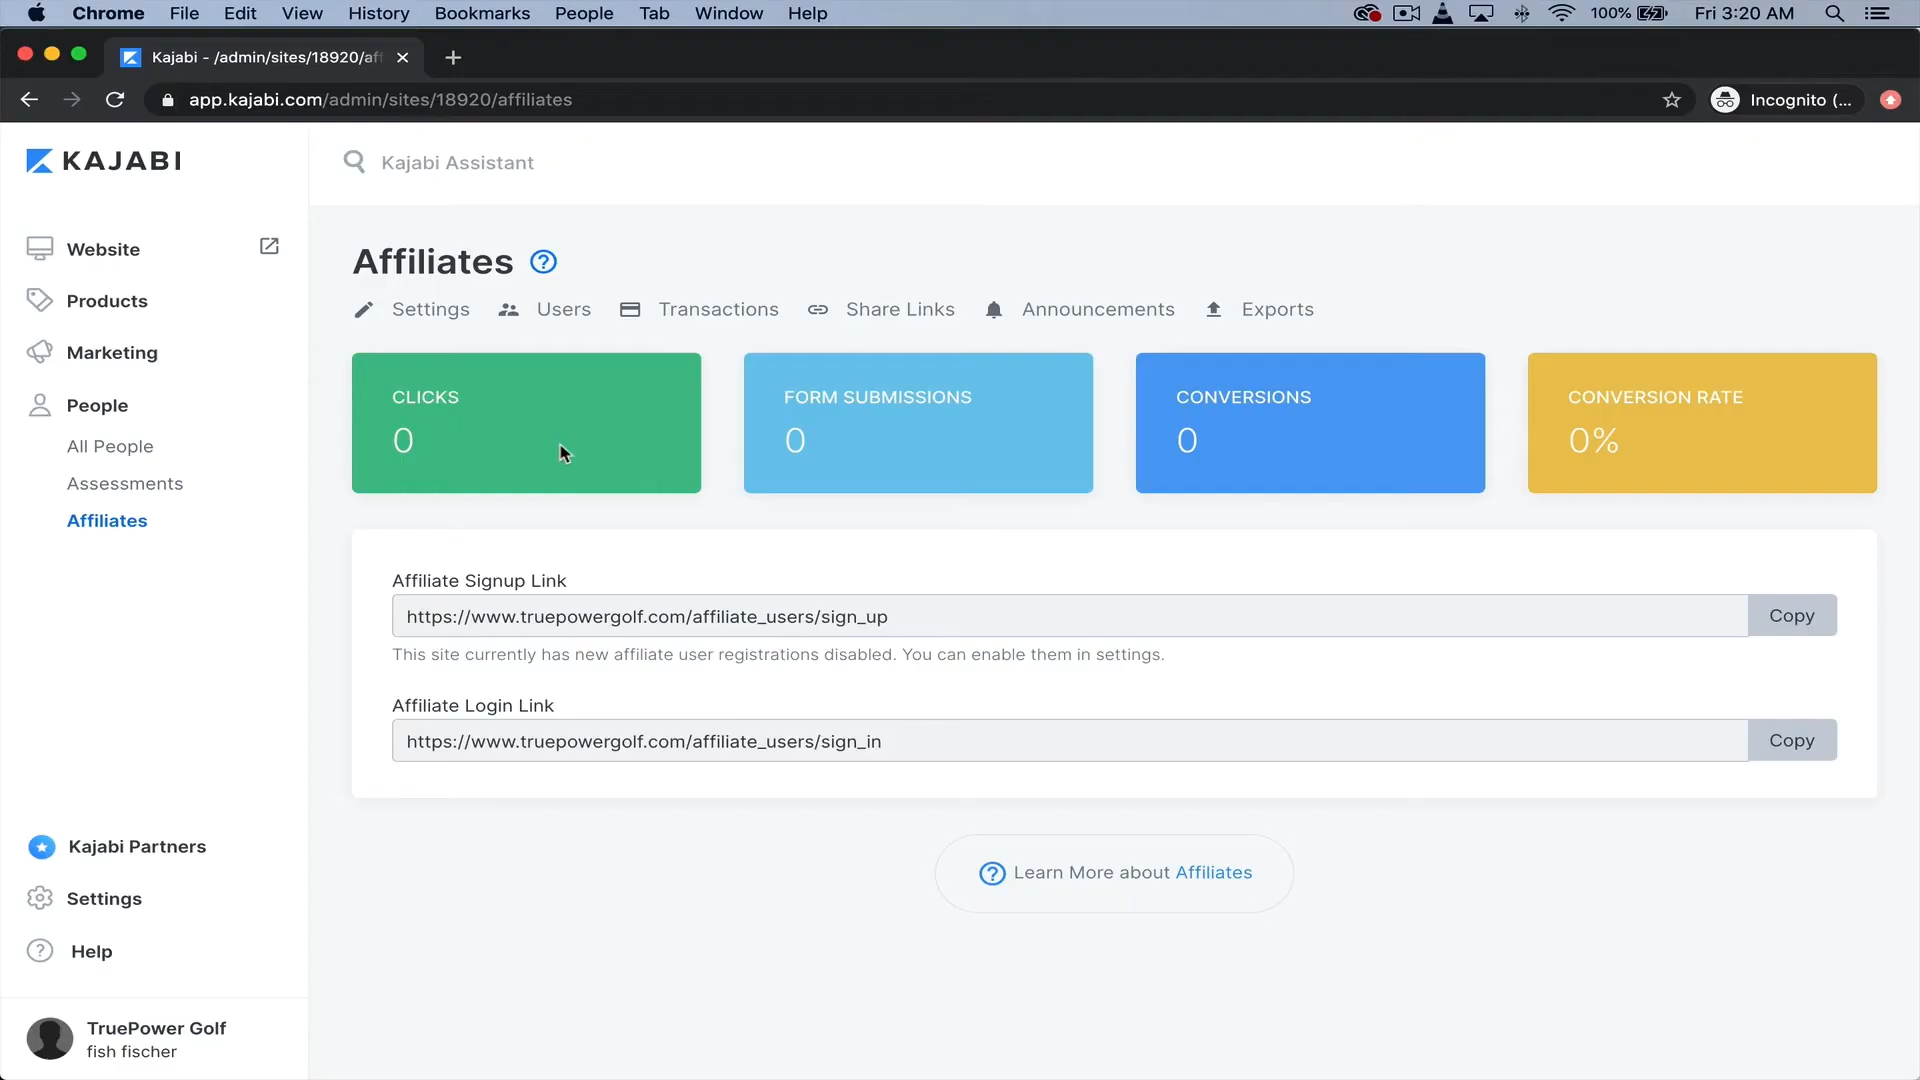 Chrome File Edit View History Bookmarks People Tab Window Help 100% Fri 3:20 AM
Kajabi - /admin/sites/18920/aff
app.kajabi.com/admin/sites/18920/affiliates Incognito (...
KAJABI
Kajabi Assistant
Website
Products
Marketing
People
All People
Assessments
Affiliates
Kajabi Partners
Settings
Help
TruePower Golf
fish fischer
Affiliates
Settings Users Transactions Share Links Announcements Exports
CLICKS
0
FORM SUBMISSIONS
0
CONVERSIONS
0
CONVERSION RATE
0%
Affiliate Signup Link
https://www.truepowergolf.com/affiliate_users/sign_up Copy
This site currently has new affiliate user registrations disabled. You can enable them in settings.
Affiliate Login Link
https://www.truepowergolf.com/affiliate_users/sign_in Copy
Learn More about Affiliates